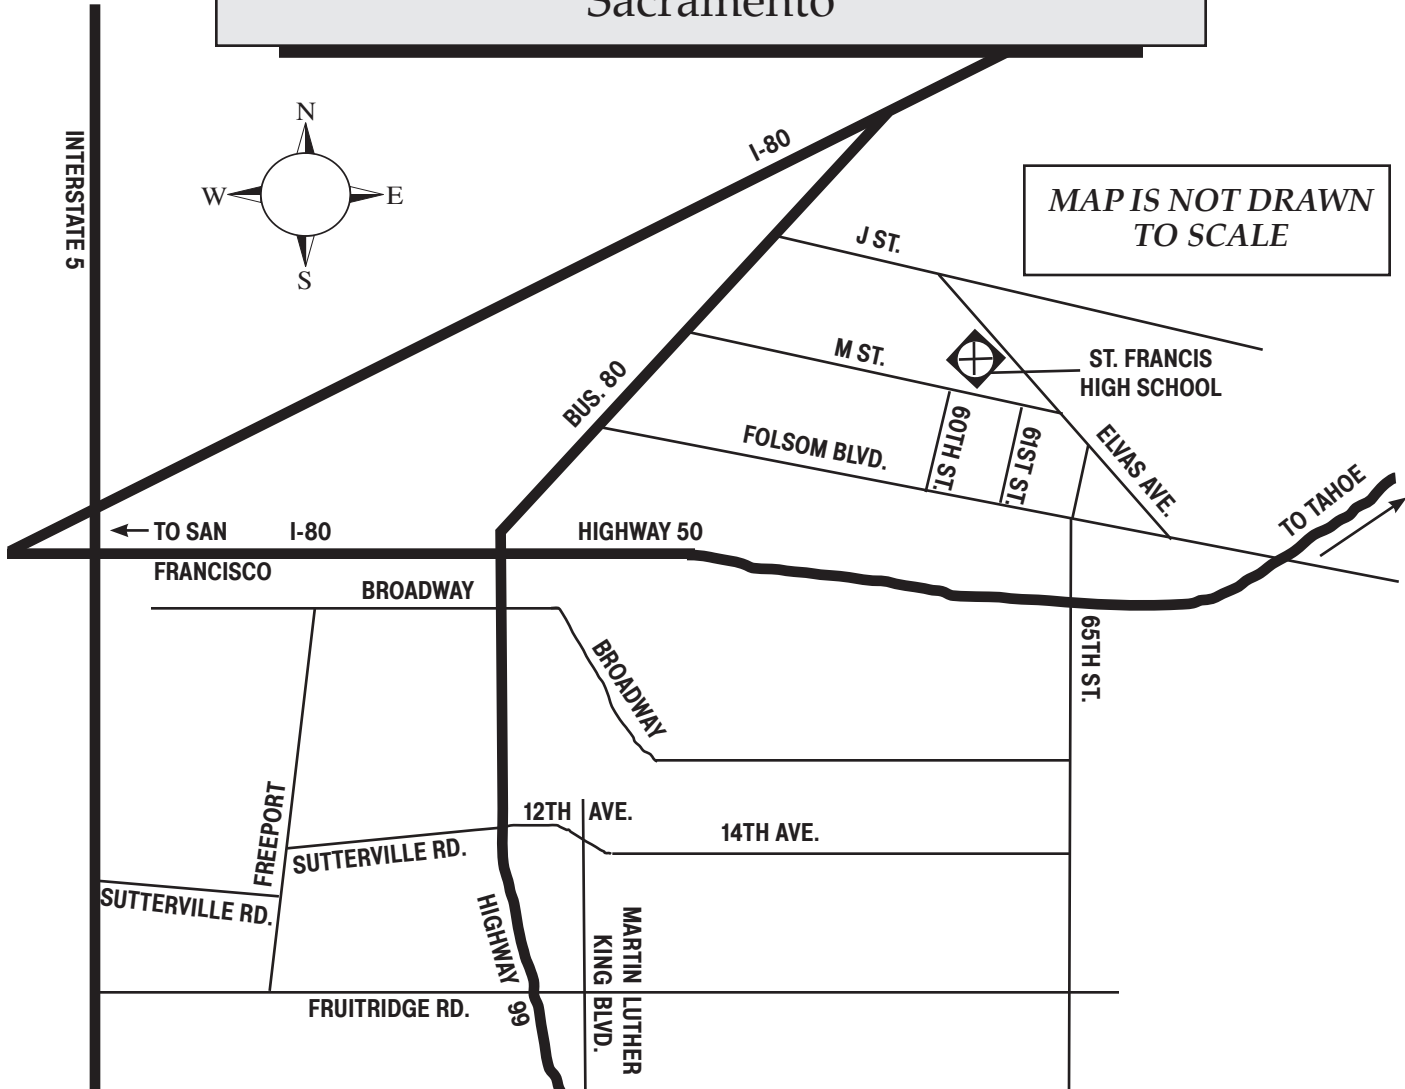 Sacramento
N
W
E
S
INTERSTATE 5
I-80
MAP IS NOT DRAWN
TO SCALE
J ST.
M ST.
ST. FRANCIS
HIGH SCHOOL
BUS. 80
FOLSOM BLVD.
60TH ST.
61ST ST.
ELVAS AVE.
TO TAHOE
TO SAN
FRANCISCO
I-80
HIGHWAY 50
BROADWAY
BROADWAY
65TH ST.
FREEPORT
12TH AVE.
14TH AVE.
SUTTERVILLE RD.
SUTTERVILLE RD.
HIGHWAY 99
MARTIN LUTHER
KING BLVD.
FRUITRIDGE RD.